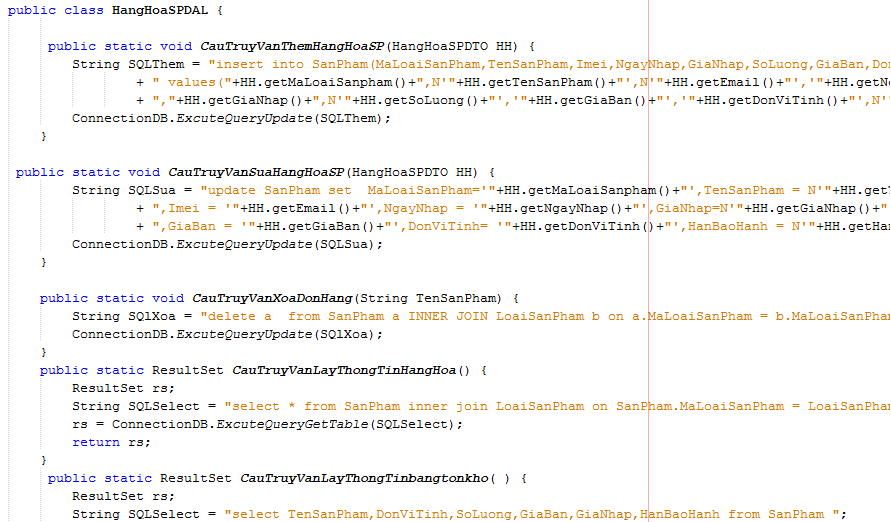 public class HangHoaSPDAL {
public static void CauTruyVanThemHangHoaSP(HangHoaSPDTO HH) {
String SQLThem = "insert into SanPham(MaLoaiSanPham,TenSanPham,Imei,NgayNhap,GiaNhap,SoLuong,GiaBan,Don
+ " values("+HH.getMaLoaiSanpham()+",N'"+HH.getTenSanPham()+"',N'"+HH.getEmail()+"','"+HH.getNg
+ ","+HH.getGiaNhap()+",N'"+HH.getSoLuong()+"','"+HH.getGiaBan()+"','"+HH.getDonViTinh()+"',N'"
ConnectionDB.ExcuteQueryUpdate(SQLThem);
}
public static void CauTruyVanSuaHangHoaSP(HangHoaSPDTO HH) {
String SQLSua = "update SanPham set  MaLoaiSanPham='"+HH.getMaLoaiSanpham()+"',TenSanPham = N'"+HH.getT
+ ",Imei = '"+HH.getEmail()+"',NgayNhap = '"+HH.getNgayNhap()+"',GiaNhap=N'"+HH.getGiaNhap()+"'
+ ",GiaBan = '"+HH.getGiaBan()+"',DonViTinh= '"+HH.getDonViTinh()+"',HanBaoHanh = N'"+HH.getHan
ConnectionDB.ExcuteQueryUpdate(SQLSua);
}
public static void CauTruyVanXoaDonHang(String TenSanPham) {
String SQlXoa = "delete a  from SanPham a INNER JOIN LoaiSanPham b on a.MaLoaiSanPham = b.MaLoaiSanPham
ConnectionDB.ExcuteQueryUpdate(SQlXoa);
}
public static ResultSet CauTruyVanLayThongTinHangHoa() {
ResultSet rs;
String SQLSelect = "select * from SanPham inner join LoaiSanPham on SanPham.MaLoaiSanPham = LoaiSanPham
rs = ConnectionDB.ExcuteQueryGetTable(SQLSelect);
return rs;
}
public static ResultSet CauTruyVanLayThongTinbangtonkho( ) {
ResultSet rs;
String SQLSelect = "select TenSanPham,DonViTinh,SoLuong,GiaBan,GiaNhap,HanBaoHanh from SanPham ";